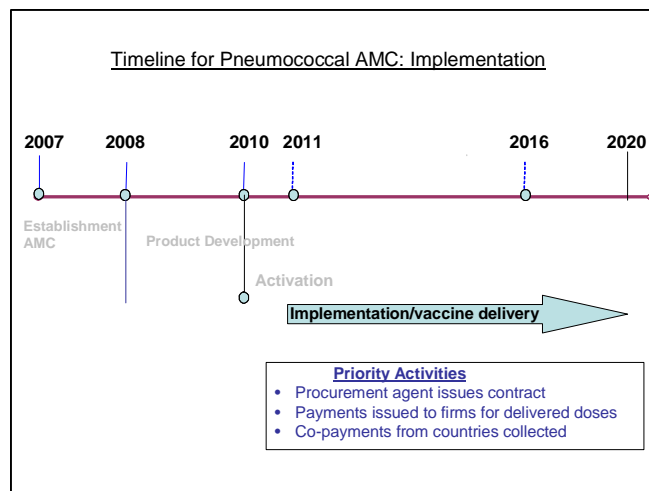 Timeline for Pneumococcal AMC: Implementation
2007 2008 2010 2011 2016 2020
Establishment
AMC
Product Development
Activation
Implementation/vaccine delivery
Priority Activities
• Procurement agent issues contract
• Payments issued to firms for delivered doses
• Co-payments from countries collected